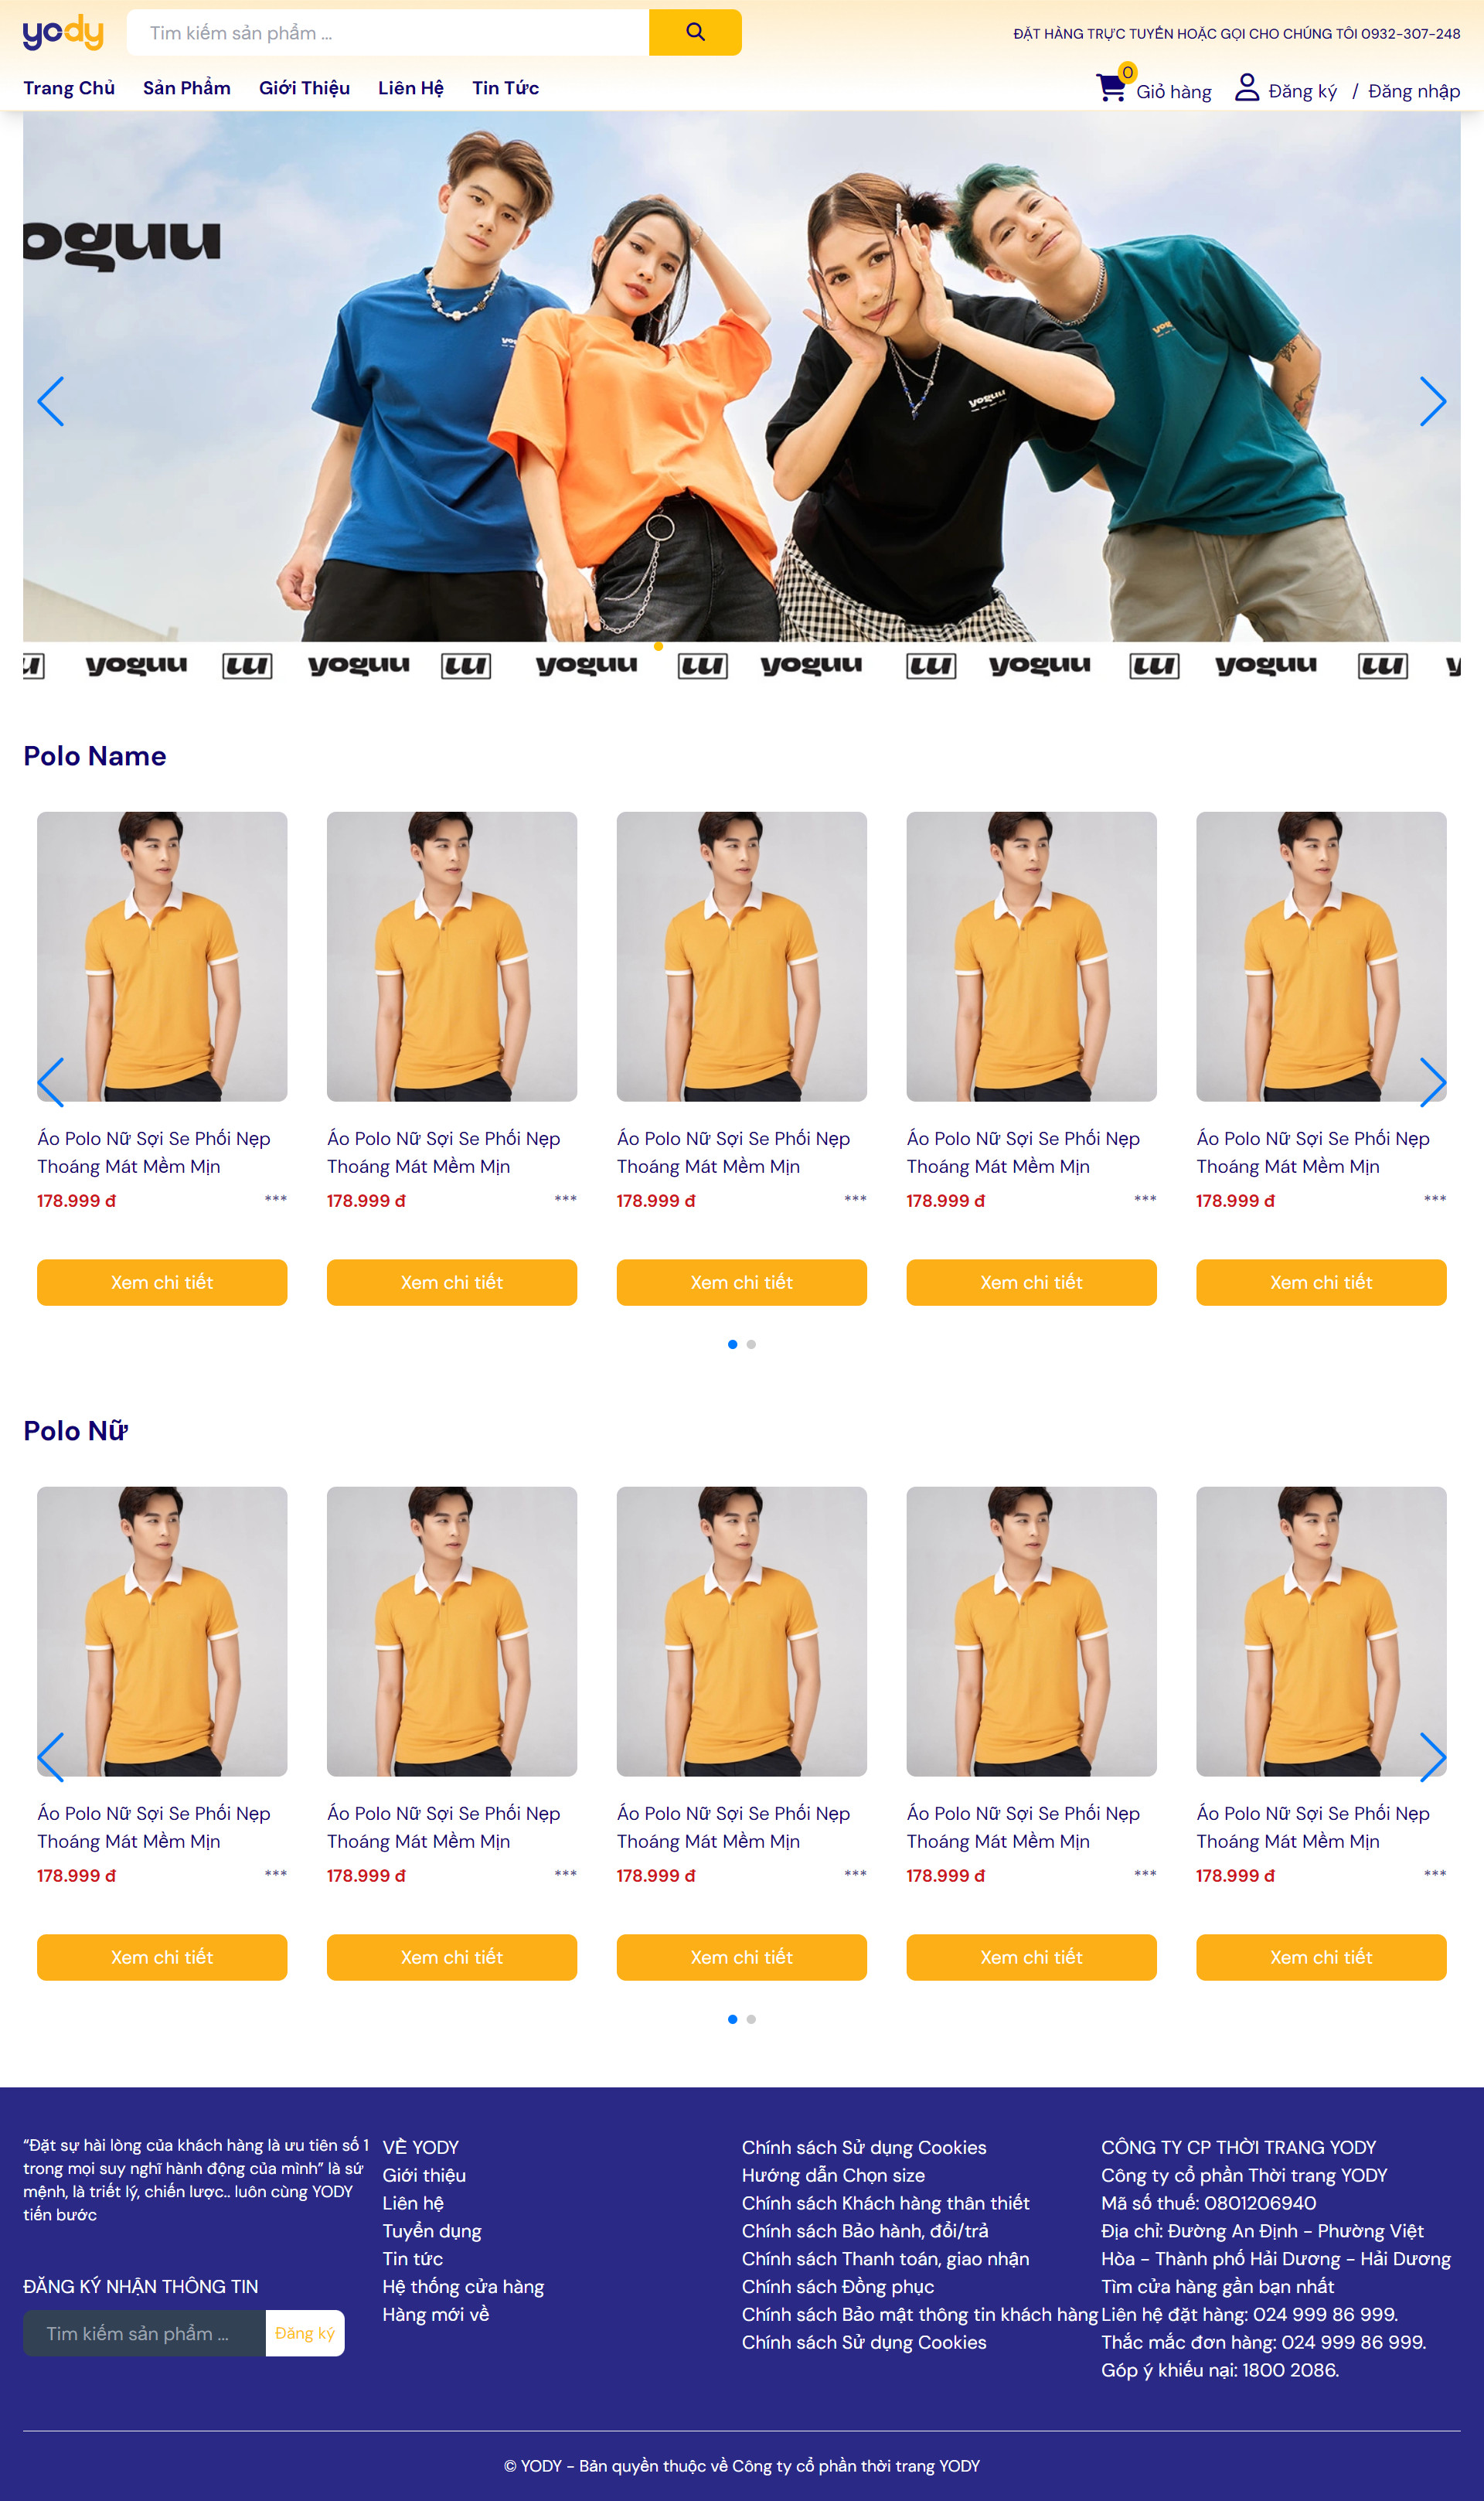 yody
Tìm kiếm sản phẩm ...
ĐẶT HÀNG TRỰC TUYẾN HOẶC GỌI CHO CHÚNG TÔI 0932-307-248
Trang Chủ Sản Phẩm Giới Thiệu Liên Hệ Tin Tức
0
Giỏ hàng Đăng ký / Đăng nhập
oguu
yoguu
yoguu yoguu yoguu yoguu yoguu yoguu y
Polo Name
Áo Polo Nữ Sợi Se Phối Nẹp Áo Polo Nữ Sợi Se Phối Nẹp Áo Polo Nữ Sợi Se Phối Nẹp Áo Polo Nữ Sợi Se Phối Nẹp Áo Polo Nữ Sợi Se Phối Nẹp
Thoáng Mát Mềm Mịn Thoáng Mát Mềm Mịn Thoáng Mát Mềm Mịn Thoáng Mát Mềm Mịn Thoáng Mát Mềm Mịn
178.999 đ *** 178.999 đ *** 178.999 đ *** 178.999 đ *** 178.999 đ ***
Xem chi tiết Xem chi tiết Xem chi tiết Xem chi tiết Xem chi tiết
Polo Nữ
Áo Polo Nữ Sợi Se Phối Nẹp Áo Polo Nữ Sợi Se Phối Nẹp Áo Polo Nữ Sợi Se Phối Nẹp Áo Polo Nữ Sợi Se Phối Nẹp Áo Polo Nữ Sợi Se Phối Nẹp
Thoáng Mát Mềm Mịn Thoáng Mát Mềm Mịn Thoáng Mát Mềm Mịn Thoáng Mát Mềm Mịn Thoáng Mát Mềm Mịn
178.999 đ *** 178.999 đ *** 178.999 đ *** 178.999 đ *** 178.999 đ ***
Xem chi tiết Xem chi tiết Xem chi tiết Xem chi tiết Xem chi tiết
“Đặt sự hài lòng của khách hàng là ưu tiên số 1
trong mọi suy nghĩ hành động của mình” là sứ
mệnh, là triết lý, chiến lược.. luôn cùng YODY
tiến bước
ĐĂNG KÝ NHẬN THÔNG TIN
Tìm kiếm sản phẩm ... Đăng ký
VỀ YODY
Giới thiệu
Liên hệ
Tuyển dụng
Tin tức
Hệ thống cửa hàng
Hàng mới về
Chính sách Sử dụng Cookies
Hướng dẫn Chọn size
Chính sách Khách hàng thân thiết
Chính sách Bảo hành, đổi/trả
Chính sách Thanh toán, giao nhận
Chính sách Đồng phục
Chính sách Bảo mật thông tin khách hàng
Chính sách Sử dụng Cookies
CÔNG TY CP THỜI TRANG YODY
Công ty cổ phần Thời trang YODY
Mã số thuế: 0801206940
Địa chỉ: Đường An Định - Phường Việt
Hòa - Thành phố Hải Dương - Hải Dương
Tìm cửa hàng gần bạn nhất
Liên hệ đặt hàng: 024 999 86 999.
Thắc mắc đơn hàng: 024 999 86 999.
Góp ý khiếu nại: 1800 2086.
© YODY - Bản quyền thuộc về Công ty cổ phần thời trang YODY